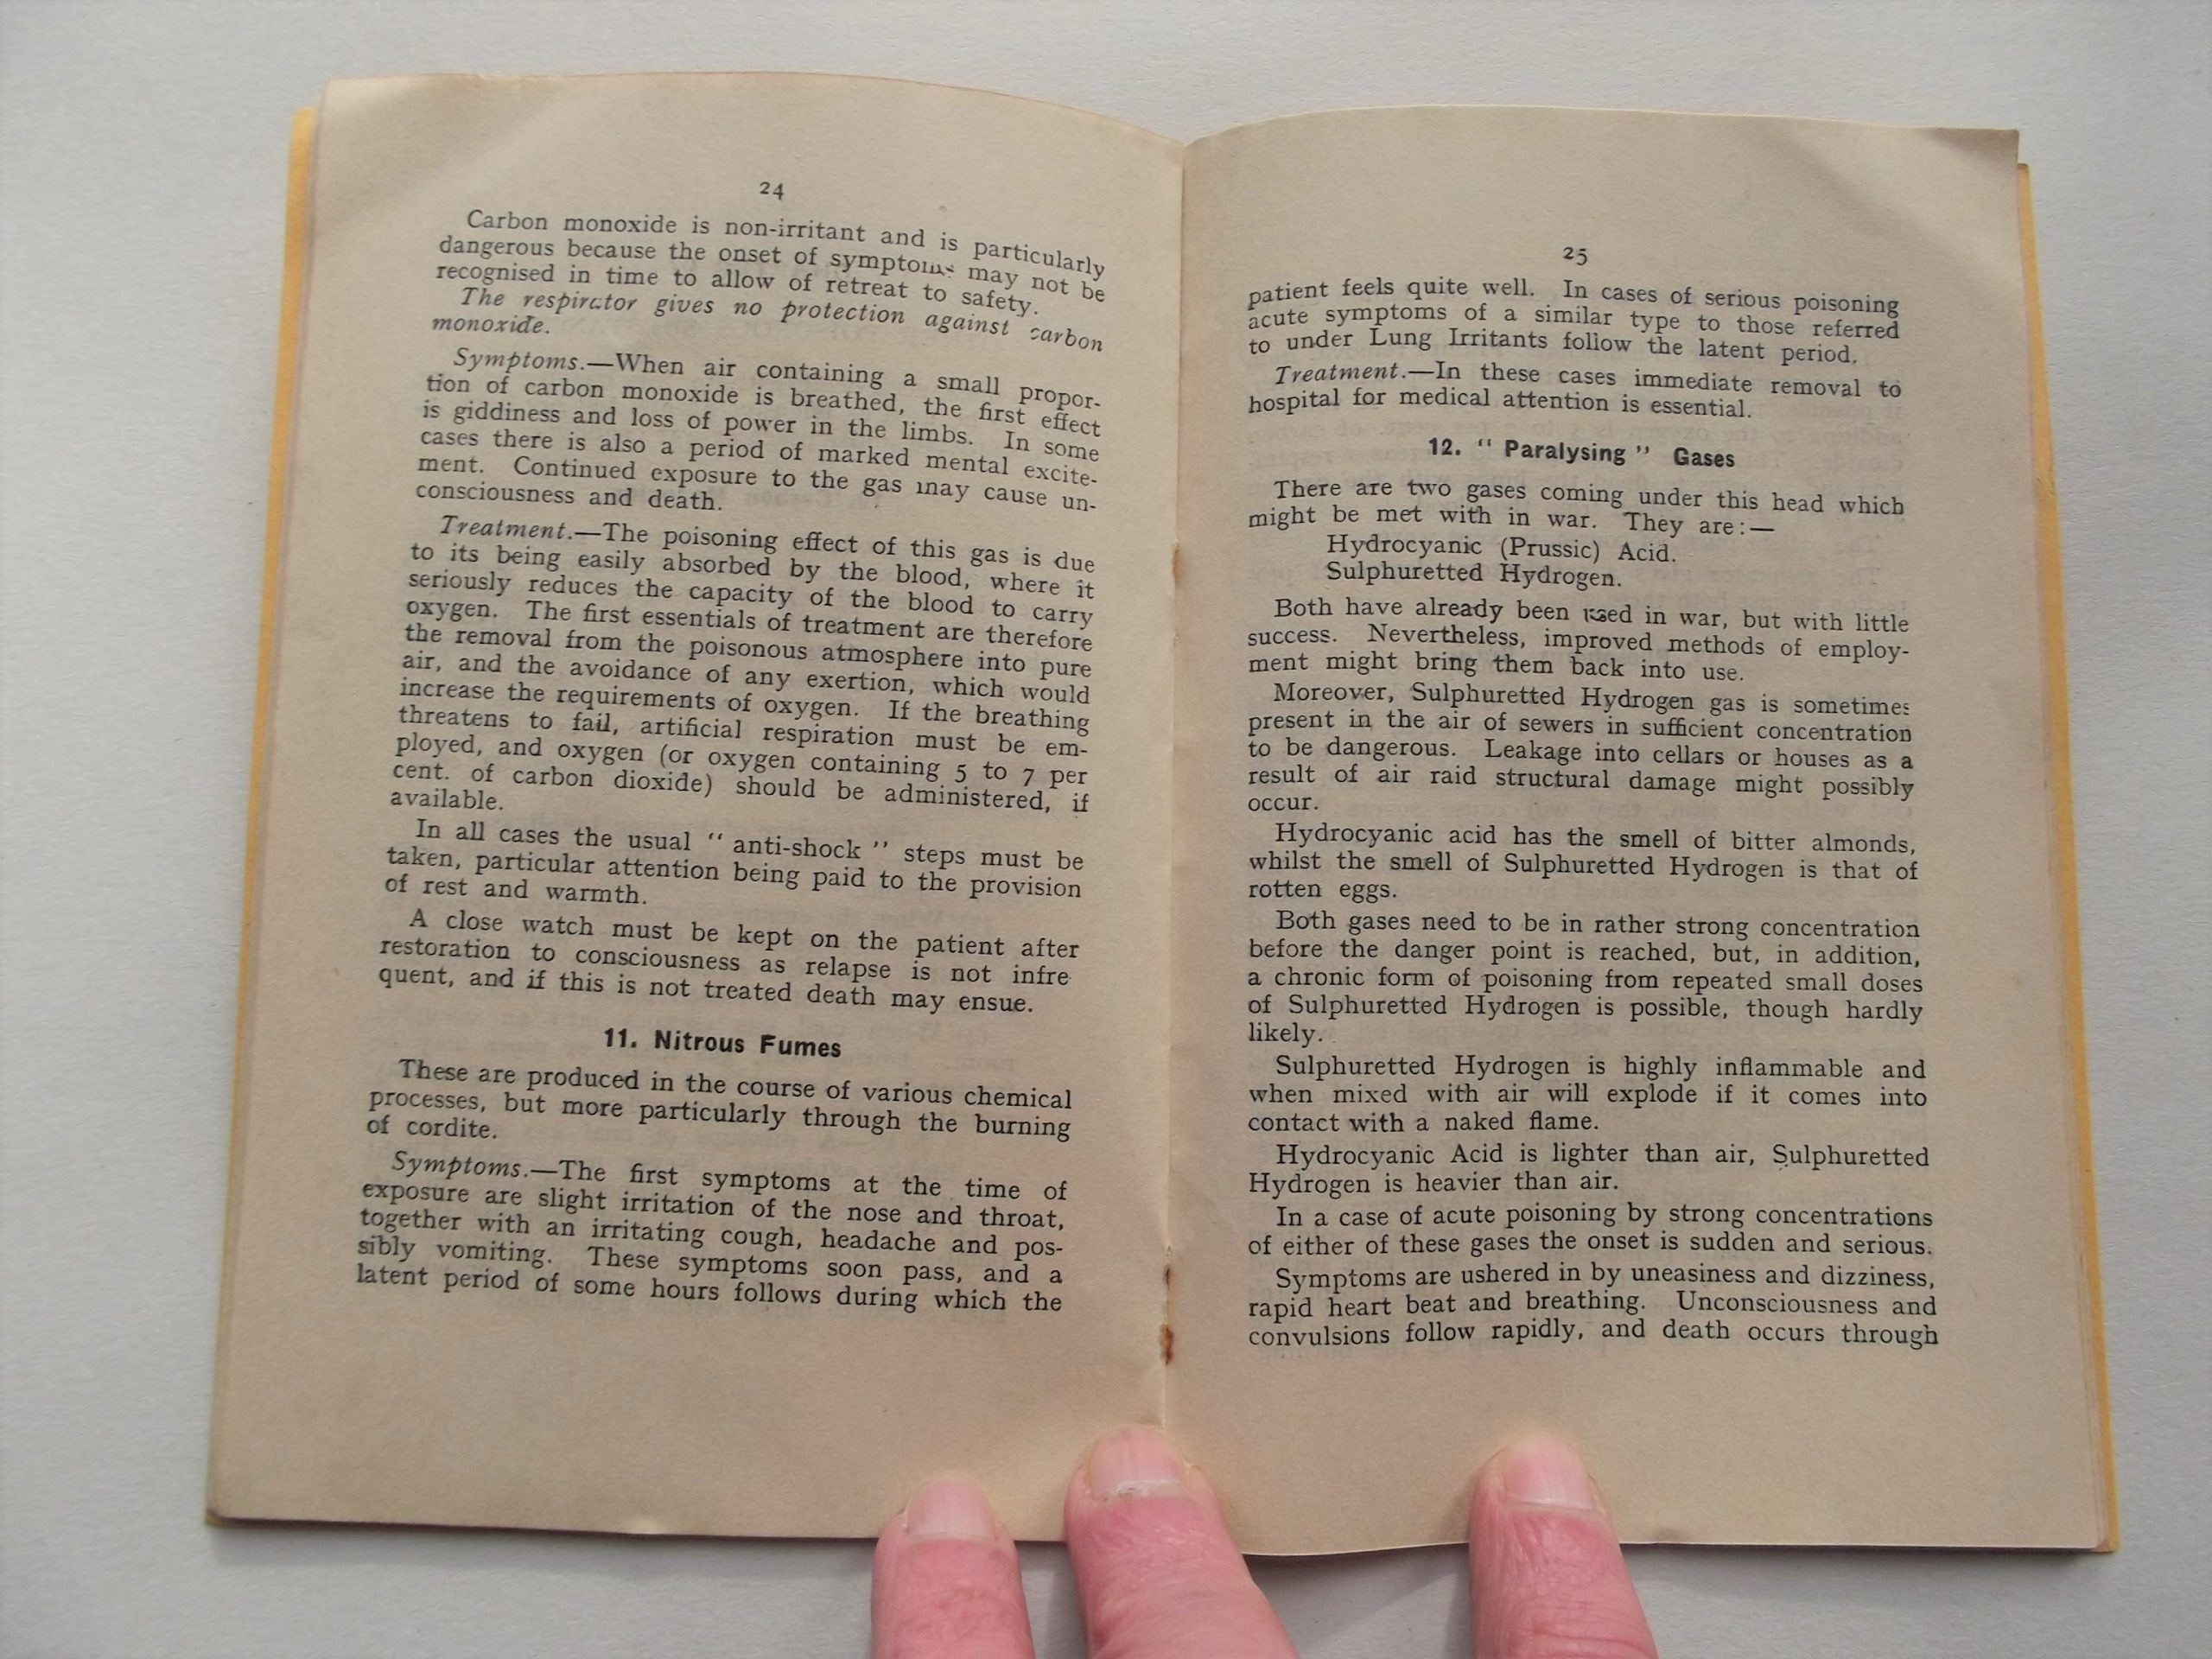 24
Carbon monoxide is non-irritant and is particularly
dangerous because the onset of symptoms may not be
recognised in time to allow of retreat to safety.
The respirator gives no protection against carbon
monoxide.
Symptoms.—When air containing a small propor-
tion of carbon monoxide is breathed, the first effect
is giddiness and loss of power in the limbs. In some
cases there is also a period of marked mental excite-
ment. Continued exposure to the gas may cause un-
consciousness and death.
Treatment.—The poisoning effect of this gas is due
to its being easily absorbed by the blood, where it
seriously reduces the capacity of the blood to carry
oxygen. The first essentials of treatment are therefore
the removal from the poisonous atmosphere into pure
air, and the avoidance of any exertion, which would
increase the requirements of oxygen. If the breathing
threatens to fail, artificial respiration must be em-
ployed, and oxygen (or oxygen containing 5 to 7 per
cent. of carbon dioxide) should be administered, if
available.
In all cases the usual “ anti-shock ” steps must be
taken, particular attention being paid to the provision
of rest and warmth.
A close watch must be kept on the patient after
restoration to consciousness as relapse is not infre
quent, and if this is not treated death may ensue.
11. Nitrous Fumes
These are produced in the course of various chemical
processes, but more particularly through the burning
of cordite.
Symptoms.—The first symptoms at the time of
exposure are slight irritation of the nose and throat,
together with an irritating cough, headache and pos-
sibly vomiting. These symptoms soon pass, and a
latent period of some hours follows during which the
25
patient feels quite well. In cases of serious poisoning
acute symptoms of a similar type to those referred
to under Lung Irritants follow the latent period.
Treatment.—In these cases immediate removal to
hospital for medical attention is essential.
12. “ Paralysing ” Gases
There are two gases coming under this head which
might be met with in war. They are:—
Hydrocyanic (Prussic) Acid.
Sulphuretted Hydrogen.
Both have already been used in war, but with little
success. Nevertheless, improved methods of employ-
ment might bring them back into use.
Moreover, Sulphuretted Hydrogen gas is sometimes
present in the air of sewers in sufficient concentration
to be dangerous. Leakage into cellars or houses as a
result of air raid structural damage might possibly
occur.
Hydrocyanic acid has the smell of bitter almonds,
whilst the smell of Sulphuretted Hydrogen is that of
rotten eggs.
Both gases need to be in rather strong concentration
before the danger point is reached, but, in addition,
a chronic form of poisoning from repeated small doses
of Sulphuretted Hydrogen is possible, though hardly
likely.
Sulphuretted Hydrogen is highly inflammable and
when mixed with air will explode if it comes into
contact with a naked flame.
Hydrocyanic Acid is lighter than air, Sulphuretted
Hydrogen is heavier than air.
In a case of acute poisoning by strong concentrations
of either of these gases the onset is sudden and serious.
Symptoms are ushered in by uneasiness and dizziness,
rapid heart beat and breathing. Unconsciousness and
convulsions follow rapidly, and death occurs through